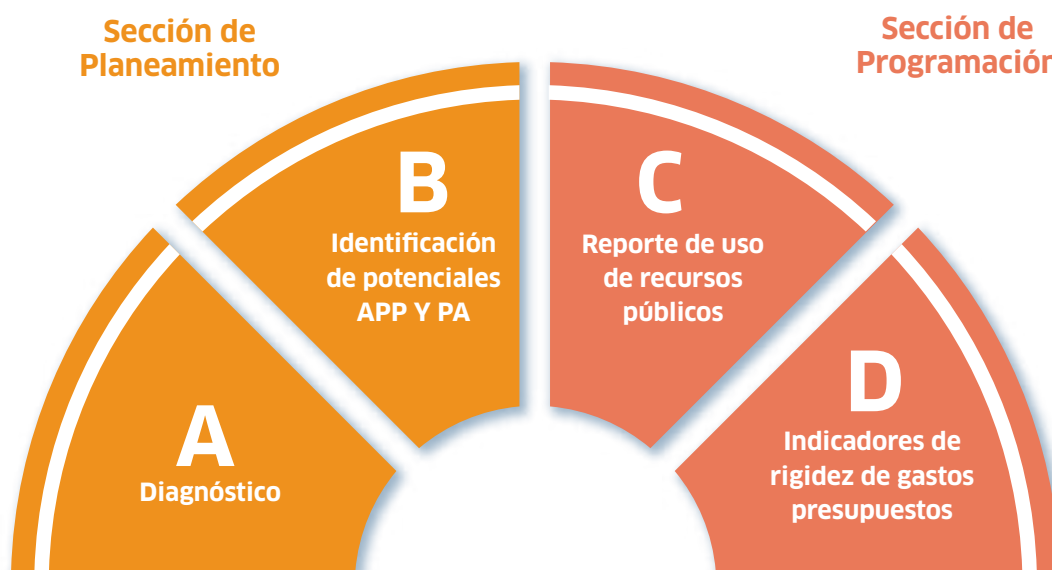 Sección de
Planeamiento
Sección de
Programación
A
Diagnóstico
B
Identificación
de potenciales
APP Y PA
C
Reporte de uso
de recursos
públicos
D
Indicadores de
rigidez de gastos
presupuestos